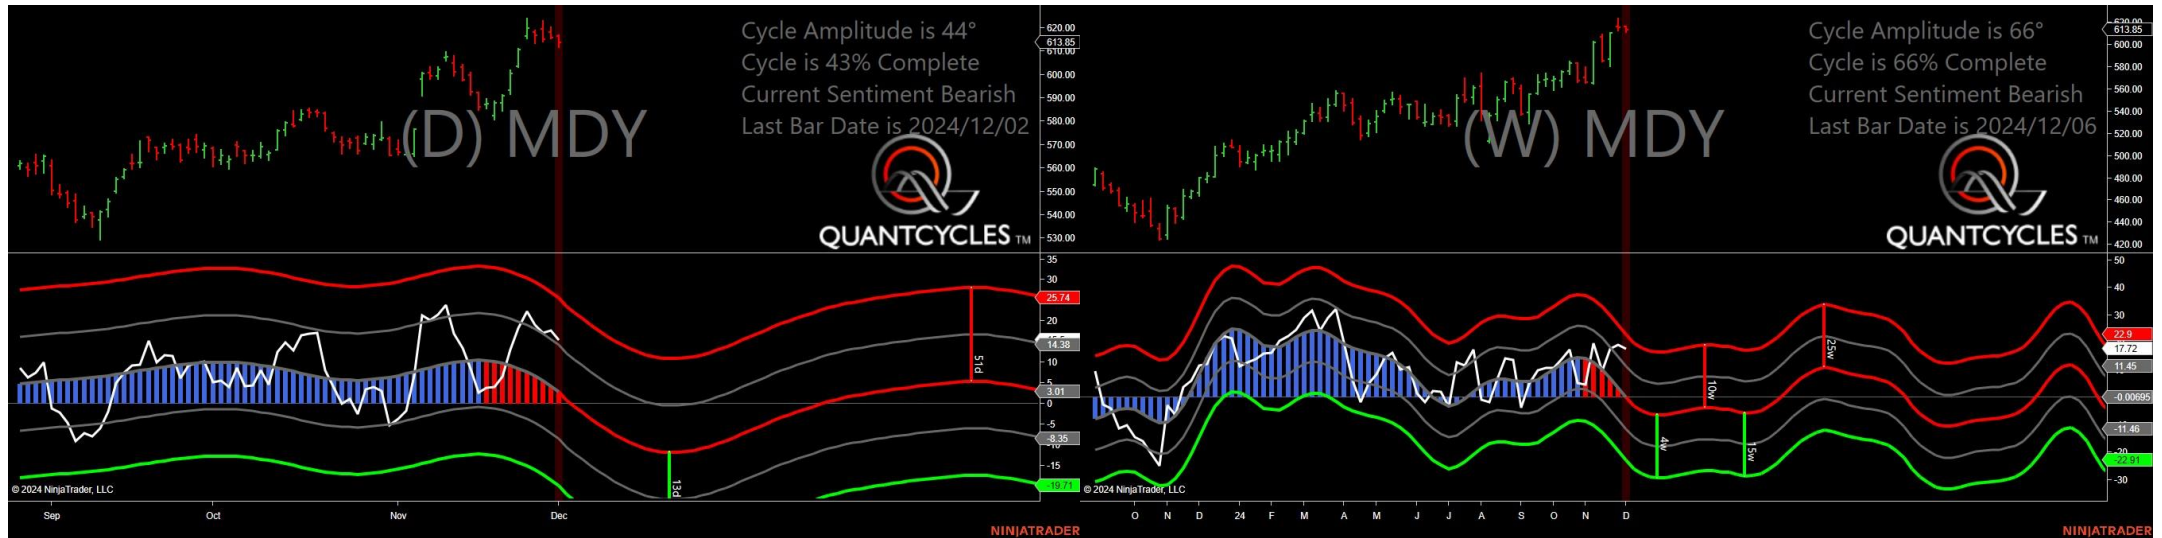 Cycle Amplitude is 44°
Cycle is 43% Complete
Current Sentiment Bearish
Last Bar Date is 2024/12/02
(D) MDY
QUANTCYCLES TM
620.00
613.85
610.00
600.00
590.00
580.00
570.00
560.00
550.00
540.00
530.00
35
30
25.74
20
14.38
10
5
3.01
0
-5
-8.35
-15
-19.71
51d
13d
© 2024 NinjaTrader, LLC
Sep Oct Nov Dec
NINJATRADER
Cycle Amplitude is 66°
Cycle is 66% Complete
Current Sentiment Bearish
Last Bar Date is 2024/12/06
(W) MDY
QUANTCYCLES TM
620.00
613.85
600.00
580.00
560.00
540.00
520.00
500.00
480.00
460.00
440.00
420.00
50
40
30
22.9
17.72
11.45
-0.00695
-11.46
-20
-22.91
-30
10w
25w
4w
15w
© 2024 NinjaTrader, LLC
O N D 24 F M A M J J A S O N D
NINJATRADER